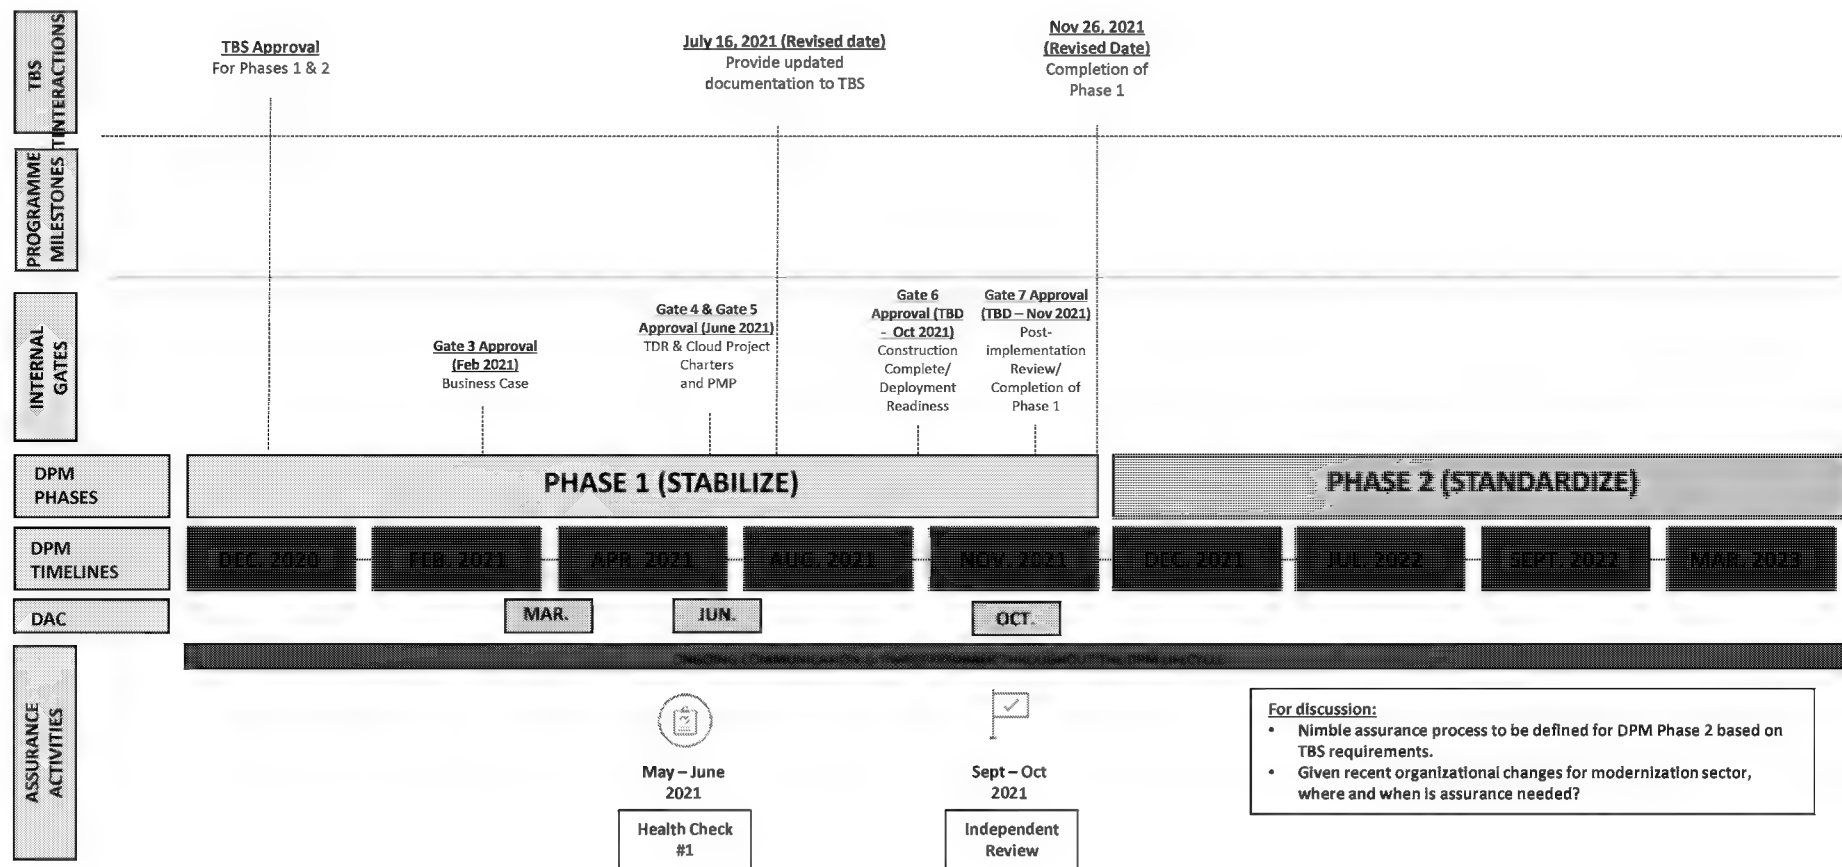 TBS
TINTERACTIONS
TBS Approval
For Phases 1 & 2
July 16, 2021 (Revised date)
Provide updated
documentation to TBS
Nov 26, 2021
(Revised Date)
Completion of
Phase 1
PROGRAMME
MILESTONES
INTERNAL
GATES
Gate 3 Approval
(Feb 2021)
Business Case
Gate 4 & Gate 5
Approval (June 2021)
TDR & Cloud Project
Charters
and PMP
Gate 6
Approval (TBD
- Oct 2021)
Construction
Complete/
Deployment
Readiness
Gate 7 Approval
(TBD – Nov 2021)
Post-
implementation
Review/
Completion of
Phase 1
DPM
PHASES
PHASE 1 (STABILIZE)
PHASE 2 (STANDARDIZE)
DPM
TIMELINES
DEC. 2020
FEB. 2021
APR. 2021
AUG. 2021
NOV. 2021
DEC. 2021
JUL. 2022
SEPT. 2022
MAR. 2023
DAC
MAR.
JUN.
OCT.
ASSURANCE
ACTIVITIES
ONGOING COMMUNICATION & THROUGHOUT THE DPM LIFECYCLE
May – June
2021
Health Check
#1
Sept – Oct
2021
Independent
Review
For discussion:
• Nimble assurance process to be defined for DPM Phase 2 based on
TBS requirements.
• Given recent organizational changes for modernization sector,
where and when is assurance needed?